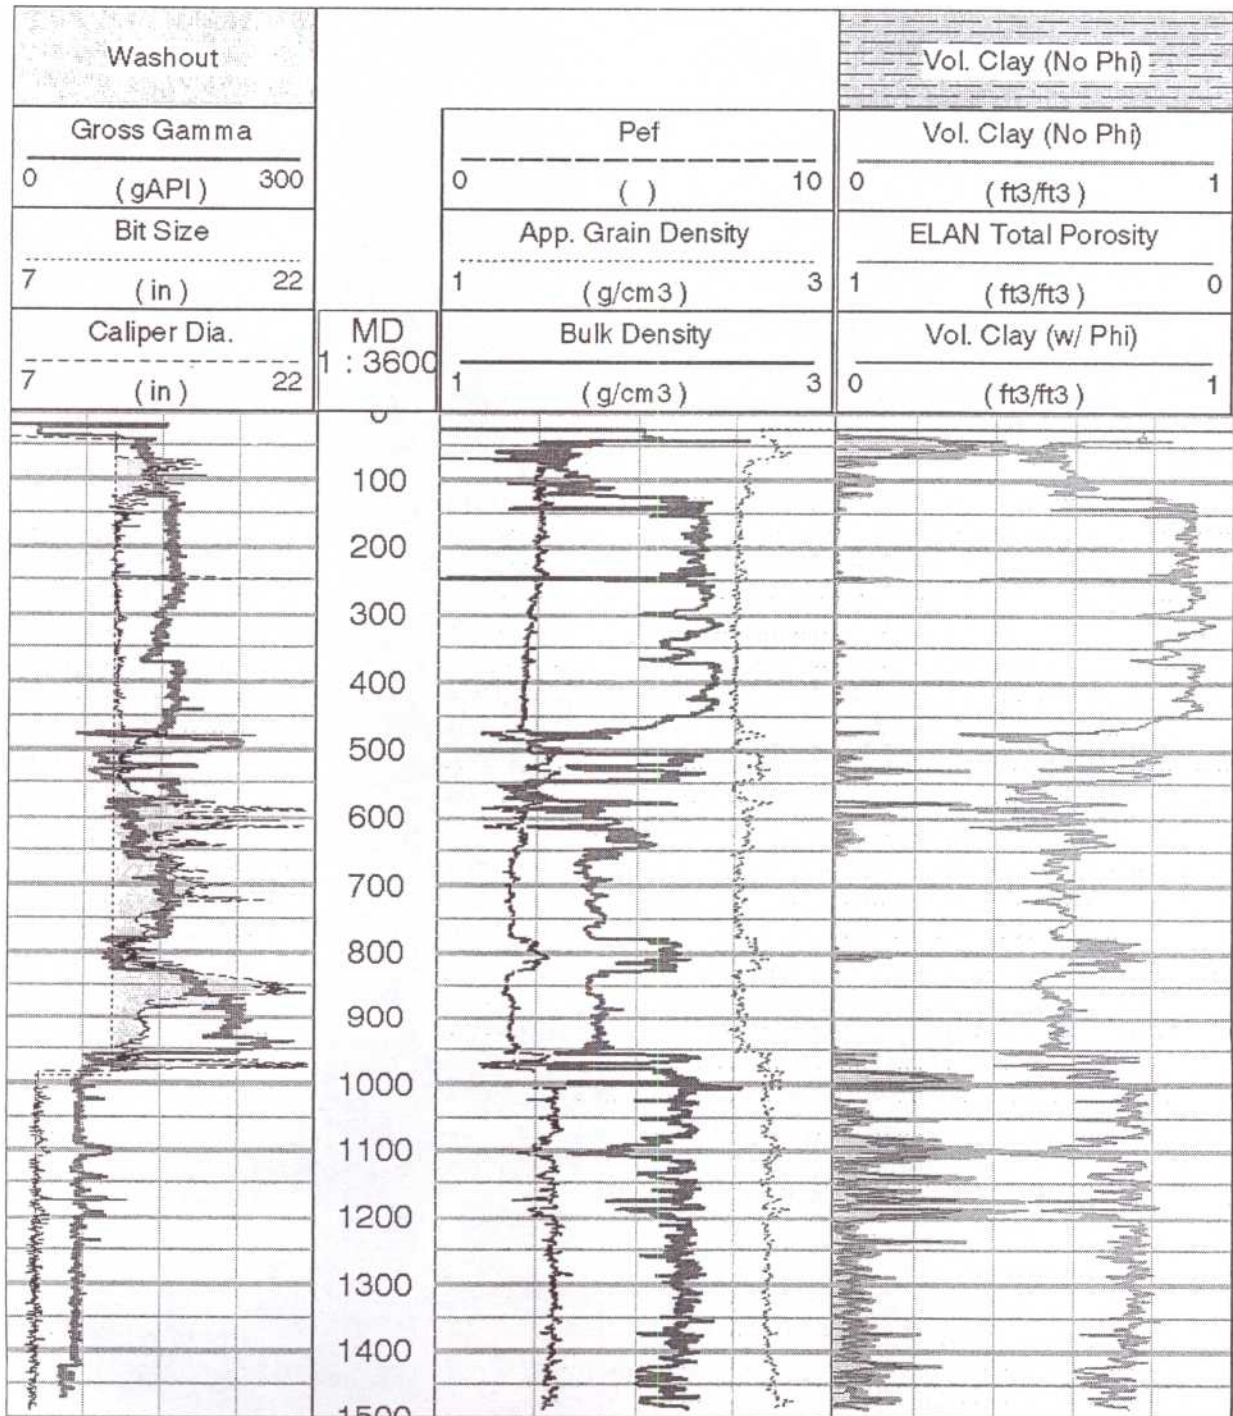 Washout
Vol. Clay (No Phi)
Gross Gamma
0 (gAPI) 300
Pef
0 ( ) 10
Vol. Clay (No Phi)
0 (ft3/ft3) 1
Bit Size
7 (in) 22
App. Grain Density
1 (g/cm3) 3
ELAN Total Porosity
1 (ft3/ft3) 0
Caliper Dia.
7 (in) 22
MD
1 : 3600
Bulk Density
1 (g/cm3) 3
Vol. Clay (w/ Phi)
0 (ft3/ft3) 1
0
100
200
300
400
500
600
700
800
900
1000
1100
1200
1300
1400
1500